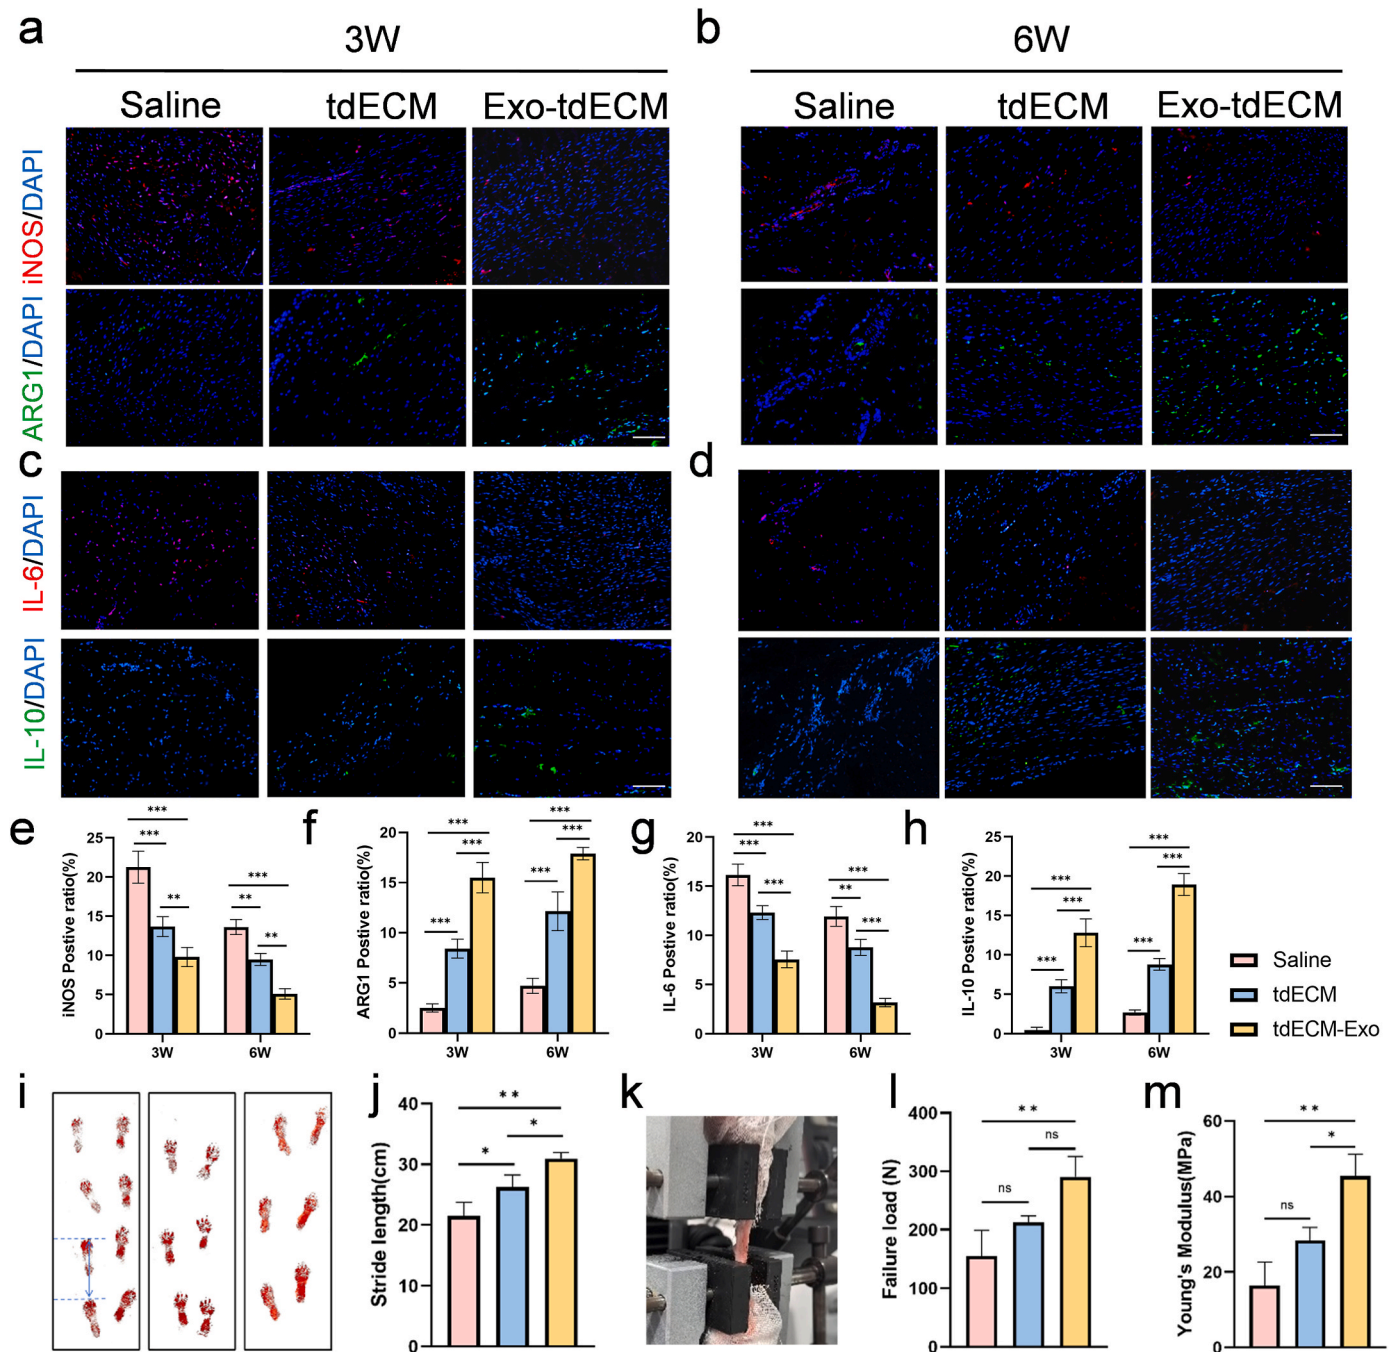 a
3W
Saline tdECM Exo-tdECM
iNOS/DAPI
ARG1/DAPI
b
6W
Saline tdECM Exo-tdECM
c
IL-6/DAPI
IL-10/DAPI
d
e
iNOS Postive ratio(%)
25
20
15
10
5
0
*** *** **
*** ** **
3W 6W
f
ARG1 Postive ratio(%)
20
15
10
5
0
*** *** ***
*** *** ***
3W 6W
g
IL-6 Postive ratio(%)
20
15
10
5
0
*** *** ***
*** ** ***
3W 6W
h
IL-10 Postive ratio(%)
25
20
15
10
5
0
*** *** ***
*** *** ***
3W 6W
Saline
tdECM
tdECM-Exo
i
j
Stride length(cm)
40
30
20
10
0
**
*
*
k
l
Failure load (N)
400
300
200
100
0
**
ns
ns
m
Young's Modulus(MPa)
60
40
20
0
**
*
ns